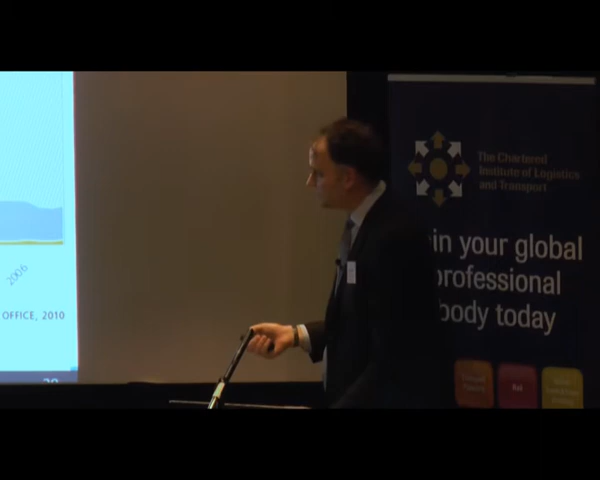 2006
OFFICE, 2010
The Chartered
Institute of Logistics
and Transport
in your global
professional
body today
Rail